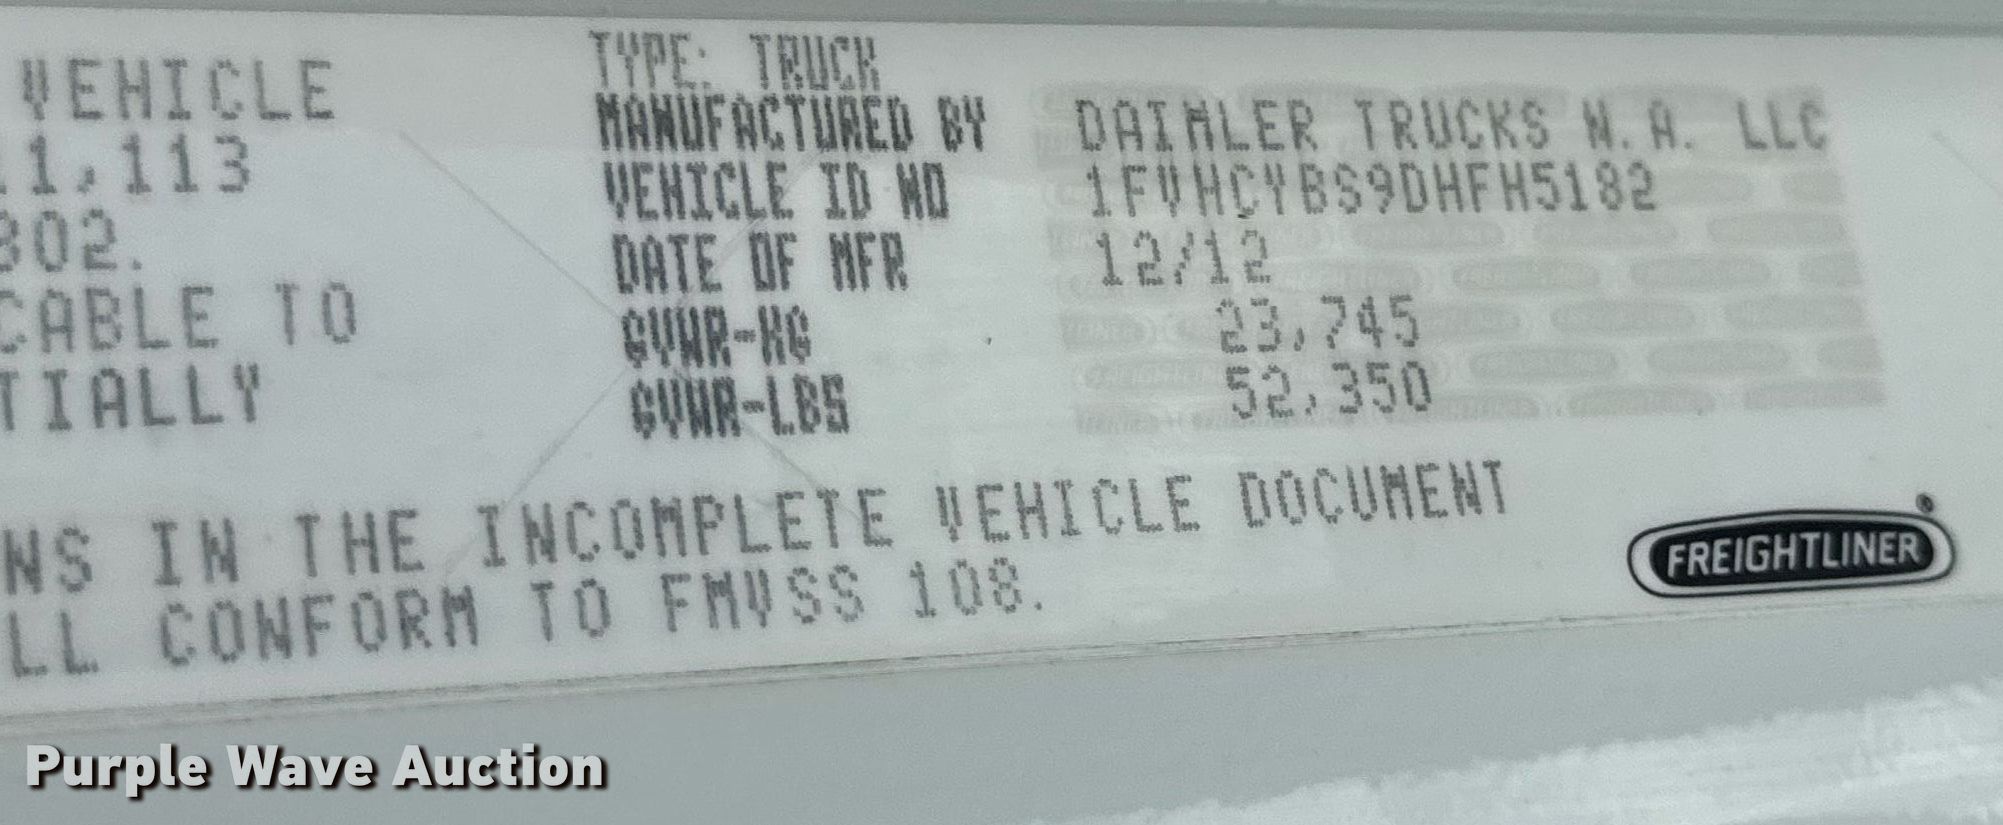 VEHICLE
11,113
302.
CABLE TO
TIALLY
TYPE: TRUCK
MANUFACTURED BY DAIMLER TRUCKS N.A. LLC
VEHICLE ID NO 1FVHCYBS9DHFH5182
DATE OF MFR 12/12
GVWR-KG 23,745
GVWR-LBS 52,350
NS IN THE INCOMPLETE VEHICLE DOCUMENT
LL CONFORM TO FMVSS 108.
FREIGHTLINER
Purple Wave Auction